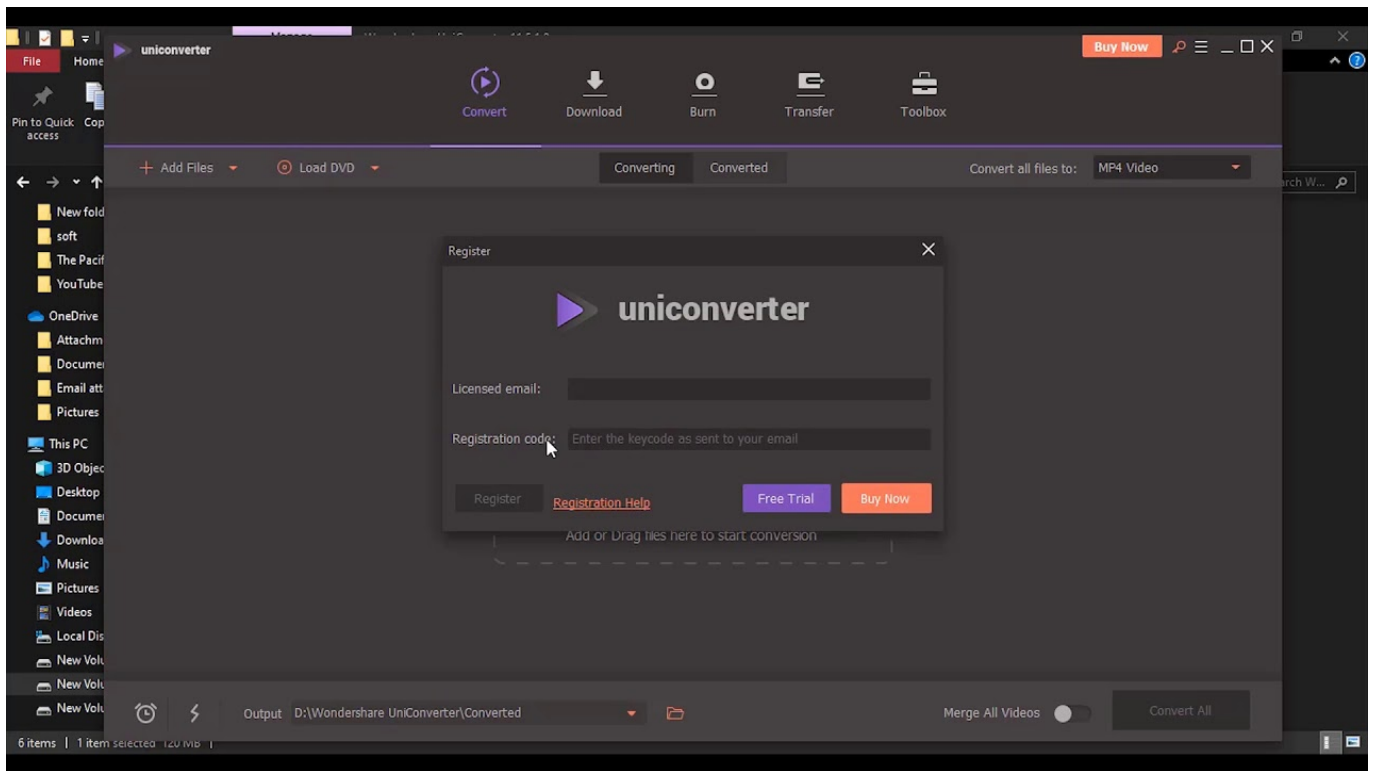 uniconverter
Buy Now
File
Home
Convert
Download
Burn
Transfer
Toolbox
Pin to Quick
access
Cop
Add Files
Load DVD
Converting
Converted
Convert all files to:
MP4 Video
arch W...
New fold
soft
The Pacif
YouTube
OneDrive
Attachm
Docume
Email att
Pictures
This PC
3D Objec
Desktop
Docume
Downloa
Music
Pictures
Videos
Local Dis
New Volu
New Volu
New Volu
Register
uniconverter
Licensed email:
Registration code:
Enter the keycode as sent to your email
Register
Registration Help
Free Trial
Buy Now
Add or Drag files here to start conversion
Output
D:\Wondershare UniConverter\Converted
Merge All Videos
Convert All
6 items
1 item selected 120 MB